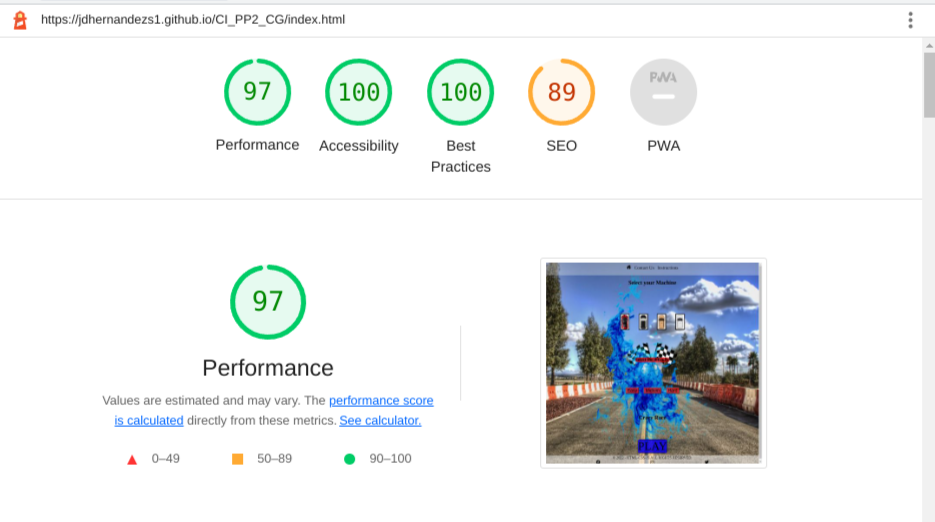 https://jdhernandezs1.github.io/CI_PP2_CG/index.html
97
100
100
89
PWA
Performance
Accessibility
Best
Practices
SEO
PWA
97
Performance
Values are estimated and may vary. The performance score
is calculated directly from these metrics. See calculator.
0–49
50–89
90–100
Select your Machine
PLAY